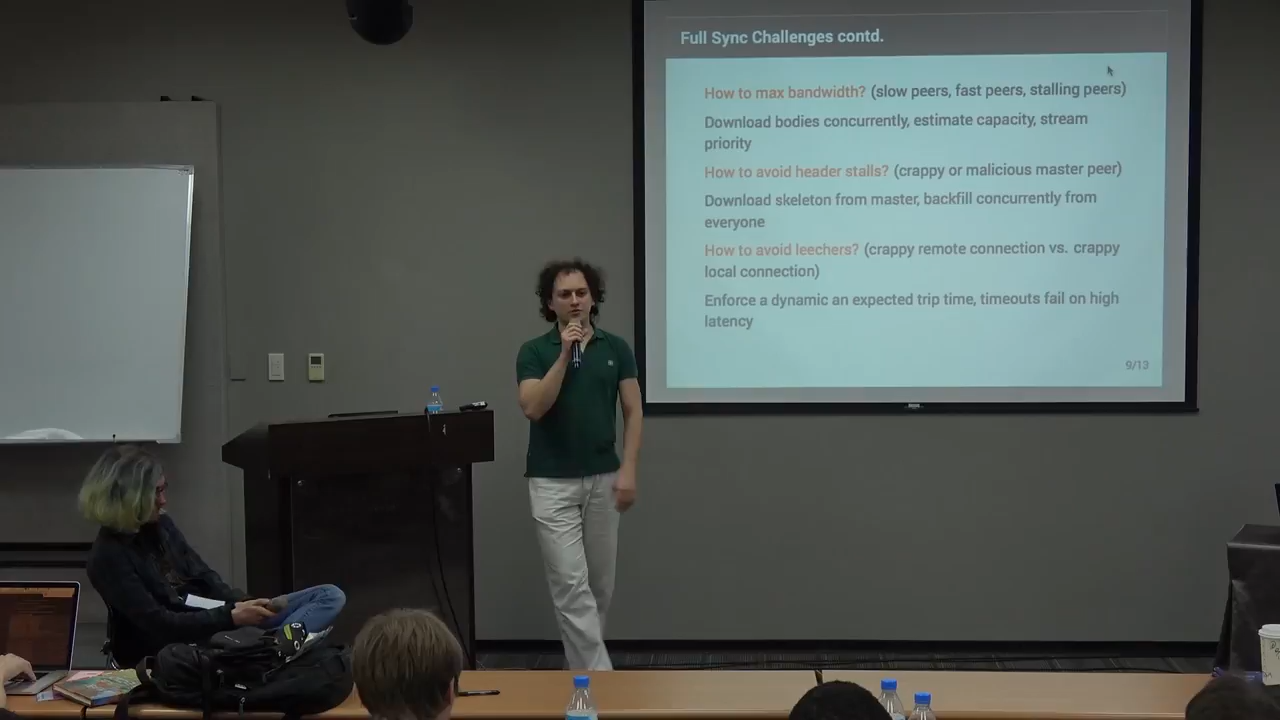 Full Sync Challenges contd.
How to max bandwidth? (slow peers, fast peers, stalling peers)
Download bodies concurrently, estimate capacity, stream
priority
How to avoid header stalls? (crappy or malicious master peer)
Download skeleton from master, backfill concurrently from
everyone
How to avoid leechers? (crappy remote connection vs. crappy
local connection)
Enforce a dynamic an expected trip time, timeouts fail on high
latency
9/13